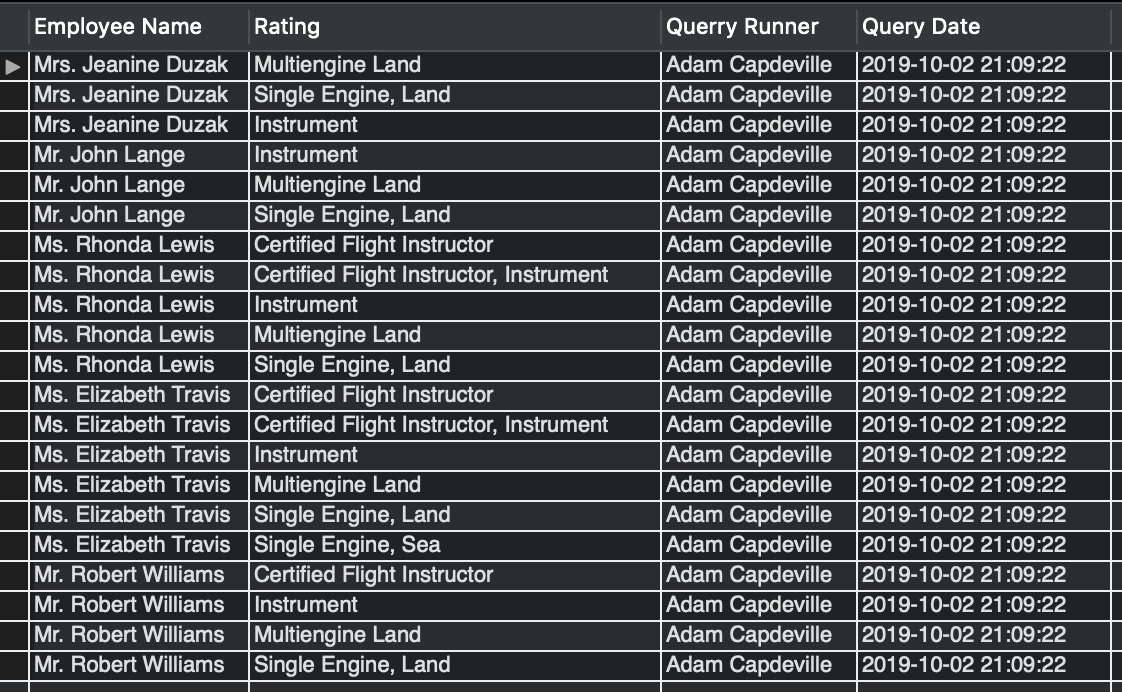 Employee Name Rating Querry Runner Query Date
Mrs. Jeanine Duzak Multiengine Land Adam Capdeville 2019-10-02 21:09:22
Mrs. Jeanine Duzak Single Engine, Land Adam Capdeville 2019-10-02 21:09:22
Mrs. Jeanine Duzak Instrument Adam Capdeville 2019-10-02 21:09:22
Mr. John Lange Instrument Adam Capdeville 2019-10-02 21:09:22
Mr. John Lange Multiengine Land Adam Capdeville 2019-10-02 21:09:22
Mr. John Lange Single Engine, Land Adam Capdeville 2019-10-02 21:09:22
Ms. Rhonda Lewis Certified Flight Instructor Adam Capdeville 2019-10-02 21:09:22
Ms. Rhonda Lewis Certified Flight Instructor, Instrument Adam Capdeville 2019-10-02 21:09:22
Ms. Rhonda Lewis Instrument Adam Capdeville 2019-10-02 21:09:22
Ms. Rhonda Lewis Multiengine Land Adam Capdeville 2019-10-02 21:09:22
Ms. Rhonda Lewis Single Engine, Land Adam Capdeville 2019-10-02 21:09:22
Ms. Elizabeth Travis Certified Flight Instructor Adam Capdeville 2019-10-02 21:09:22
Ms. Elizabeth Travis Certified Flight Instructor, Instrument Adam Capdeville 2019-10-02 21:09:22
Ms. Elizabeth Travis Instrument Adam Capdeville 2019-10-02 21:09:22
Ms. Elizabeth Travis Multiengine Land Adam Capdeville 2019-10-02 21:09:22
Ms. Elizabeth Travis Single Engine, Land Adam Capdeville 2019-10-02 21:09:22
Ms. Elizabeth Travis Single Engine, Sea Adam Capdeville 2019-10-02 21:09:22
Mr. Robert Williams Certified Flight Instructor Adam Capdeville 2019-10-02 21:09:22
Mr. Robert Williams Instrument Adam Capdeville 2019-10-02 21:09:22
Mr. Robert Williams Multiengine Land Adam Capdeville 2019-10-02 21:09:22
Mr. Robert Williams Single Engine, Land Adam Capdeville 2019-10-02 21:09:22